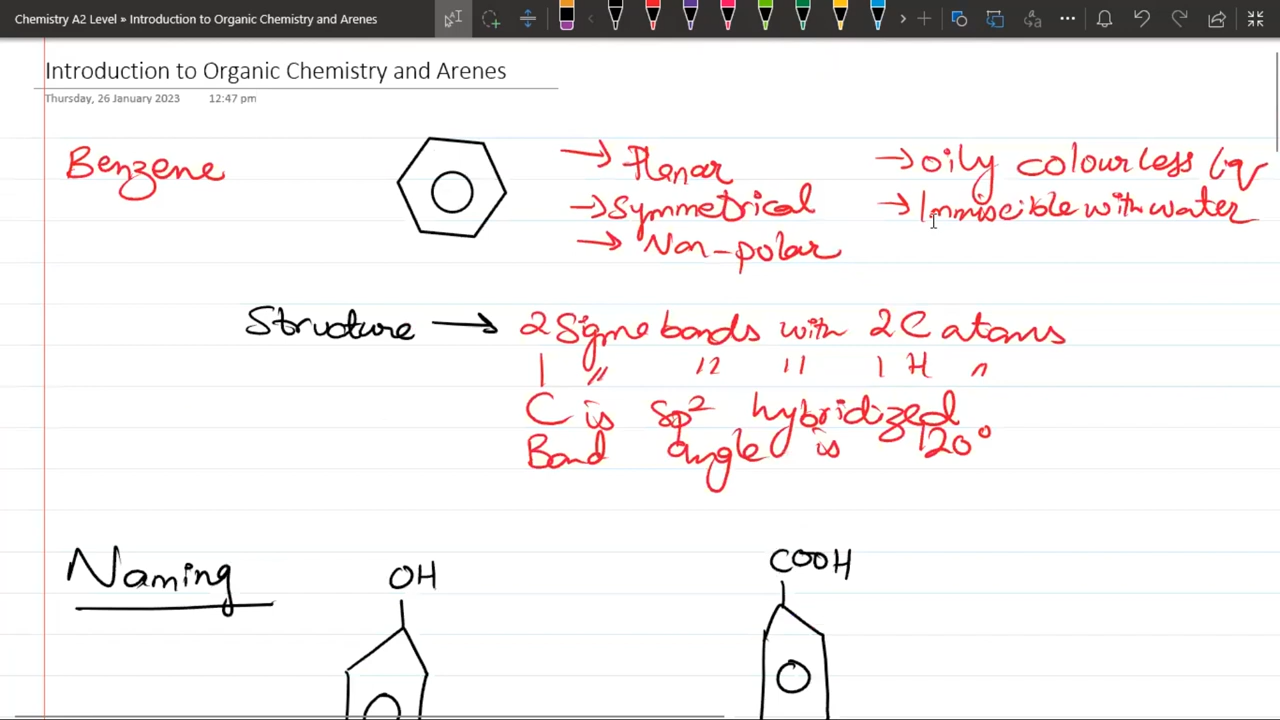 Chemistry A2 Level » Introduction to Organic Chemistry and Arenes
Introduction to Organic Chemistry and Arenes
Thursday, 26 January 2023 12:47 pm
Benzene
→ Planar
→ Symmetrical
→ Non-polar
→ oily colourless liq
→ Immiscible with water
Structure → 2 Sigma bonds with 2 C atoms
1 " " " 1 H "
C is Sp² hybridized
Bond angle is 120°
Naming
OH
COOH